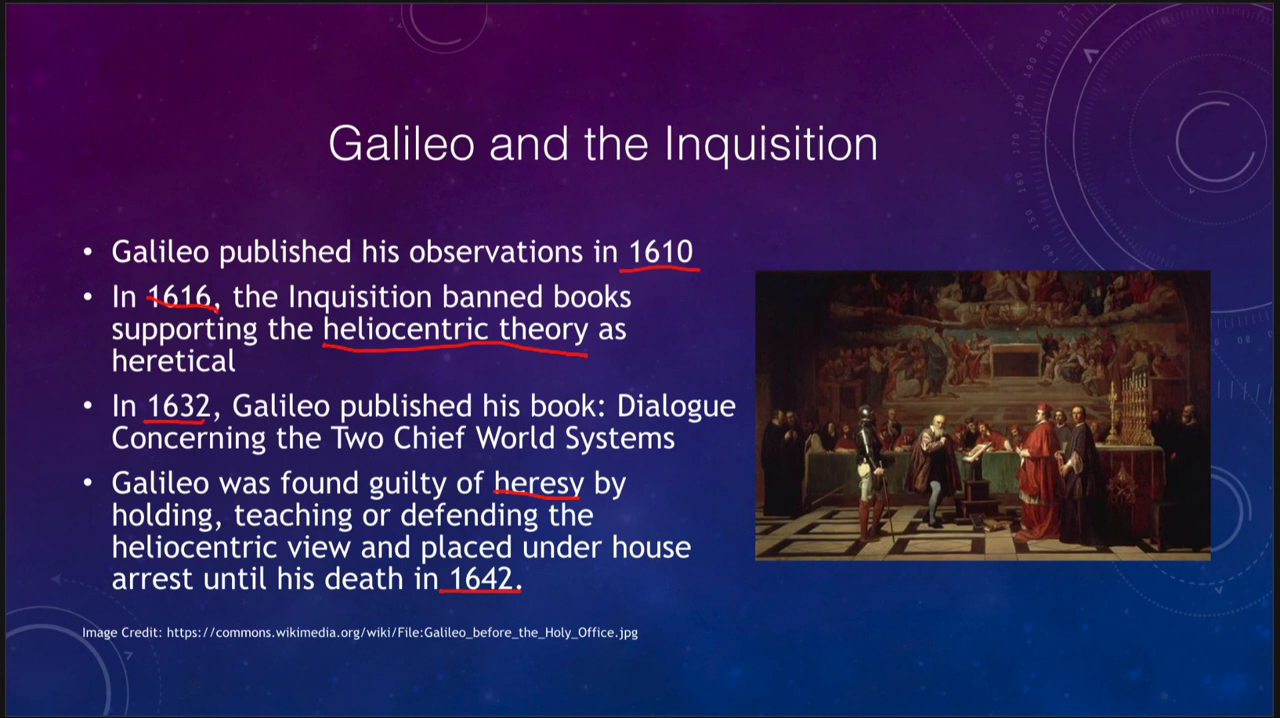 Galileo and the Inquisition
• Galileo published his observations in 1610
• In 1616, the Inquisition banned books
supporting the heliocentric theory as
heretical
• In 1632, Galileo published his book: Dialogue
Concerning the Two Chief World Systems
• Galileo was found guilty of heresy by
holding, teaching or defending the
heliocentric view and placed under house
arrest until his death in 1642.
Image Credit: https://commons.wikimedia.org/wiki/File:Galileo_before_the_Holy_Office.jpg